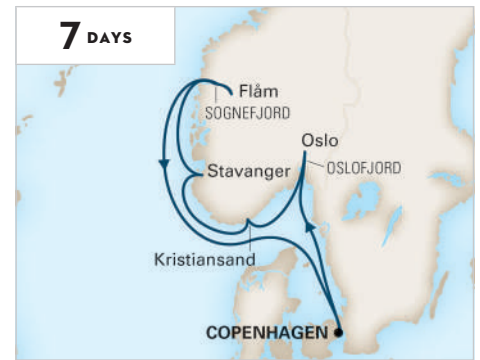 7 DAYS
Flåm
SOGNEFJORD
Oslo
OSLOFJORD
Stavanger
Kristiansand
COPENHAGEN